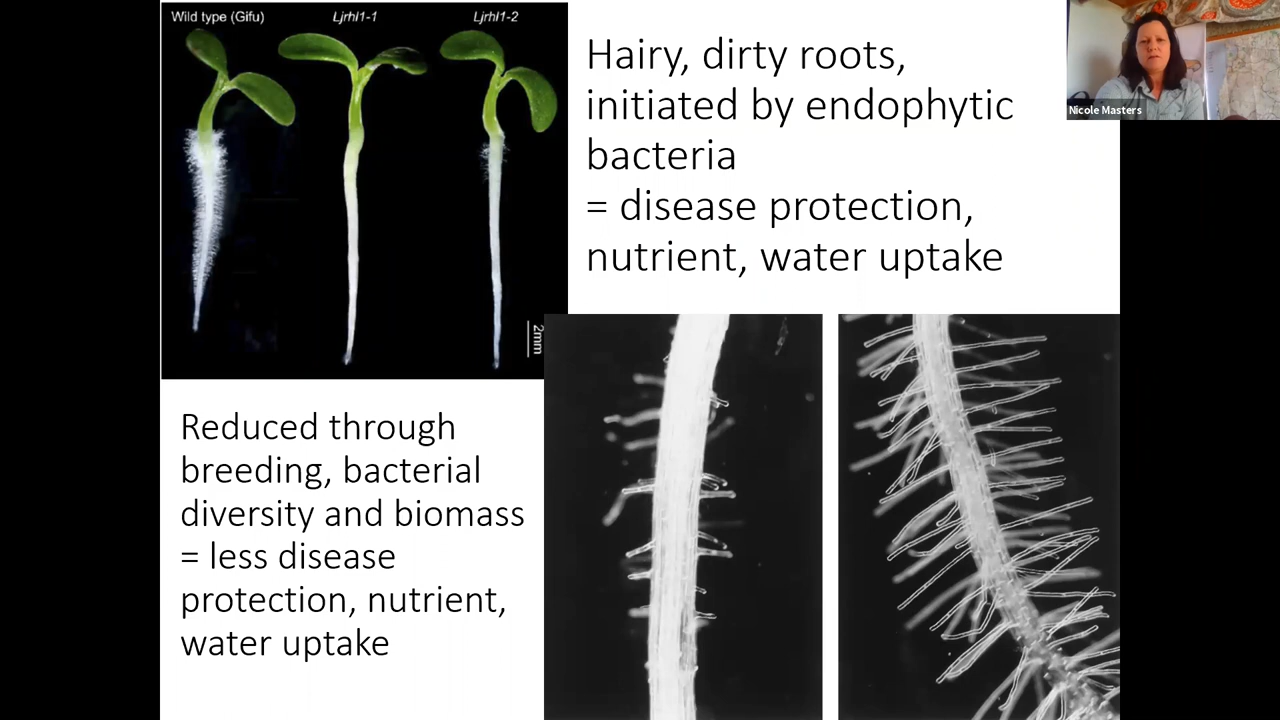 Wild type (Gifu)
Ljrhl1-1
Ljrhl1-2
2mm
Hairy, dirty roots,
initiated by endophytic
bacteria
= disease protection,
nutrient, water uptake
Nicole Masters
Reduced through
breeding, bacterial
diversity and biomass
= less disease
protection, nutrient,
water uptake